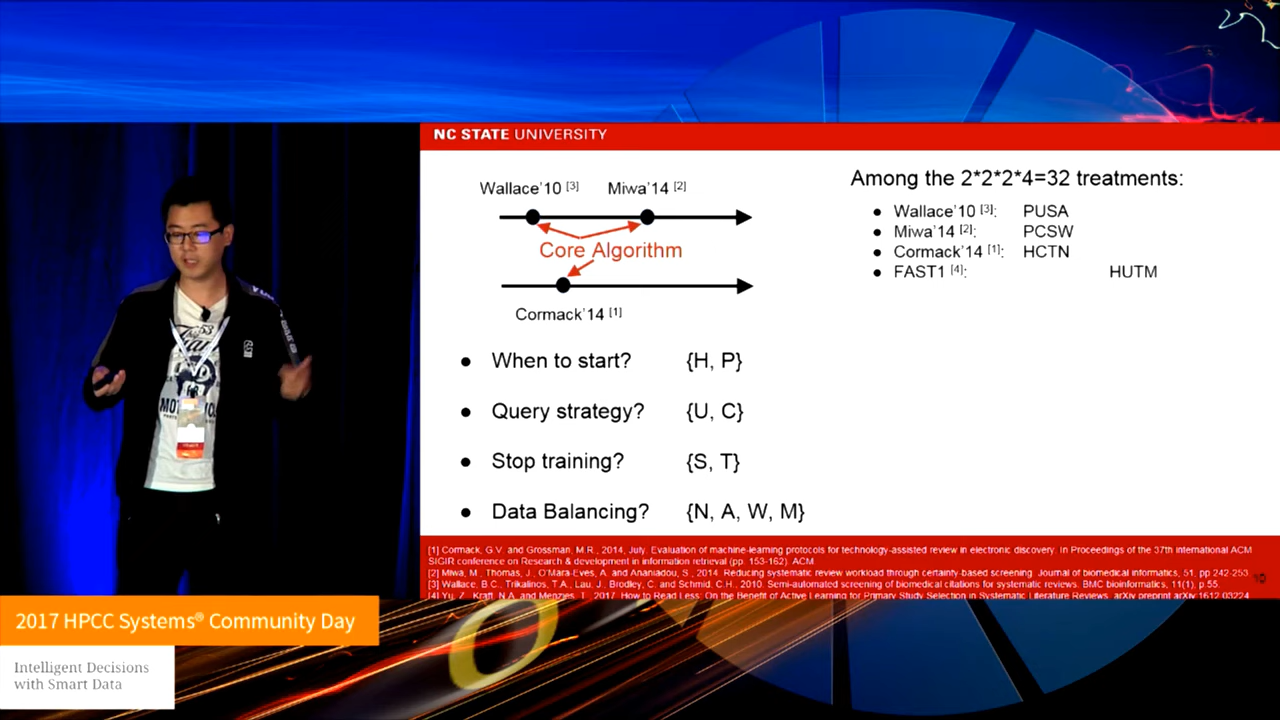 NC STATE UNIVERSITY
Wallace'10 [3]
Miwa'14 [2]
Core Algorithm
Cormack'14 [1]
● When to start? {H, P}
● Query strategy? {U, C}
● Stop training? {S, T}
● Data Balancing? {N, A, W, M}
Among the 2*2*2*4=32 treatments:
● Wallace'10 [3]: PUSA
● Miwa'14 [2]: PCSW
● Cormack'14 [1]: HCTN
● FAST1 [4]: HUTM
[1] Cormack, G.V. and Grossman, M.R., 2014, July. Evaluation of machine-learning protocols for technology-assisted review in electronic discovery. In Proceedings of the 37th international ACM
SIGIR conference on Research & development in information retrieval (pp. 153-162). ACM
[2] Miwa, M., Thomas, J., O'Mara-Eves, A. and Ananiadou, S., 2014. Reducing systematic review workload through certainty-based screening. Journal of biomedical informatics, 51, pp.242-253
10
[3] Wallace, B.C., Trikalinos, T.A., Lau, J., Brodley, C. and Schmid, C.H., 2010. Semi-automated screening of biomedical citations for systematic reviews. BMC bioinformatics, 11(1), p.55.
[4] Yu, Z., Kraft, N.A. and Menzies, T., 2017. How to Read Less: On the Benefit of Active Learning for Primary Study Selection in Systematic Literature Reviews. arXiv preprint arXiv:1612.03224
2017 HPCC Systems® Community Day
Intelligent Decisions
with Smart Data